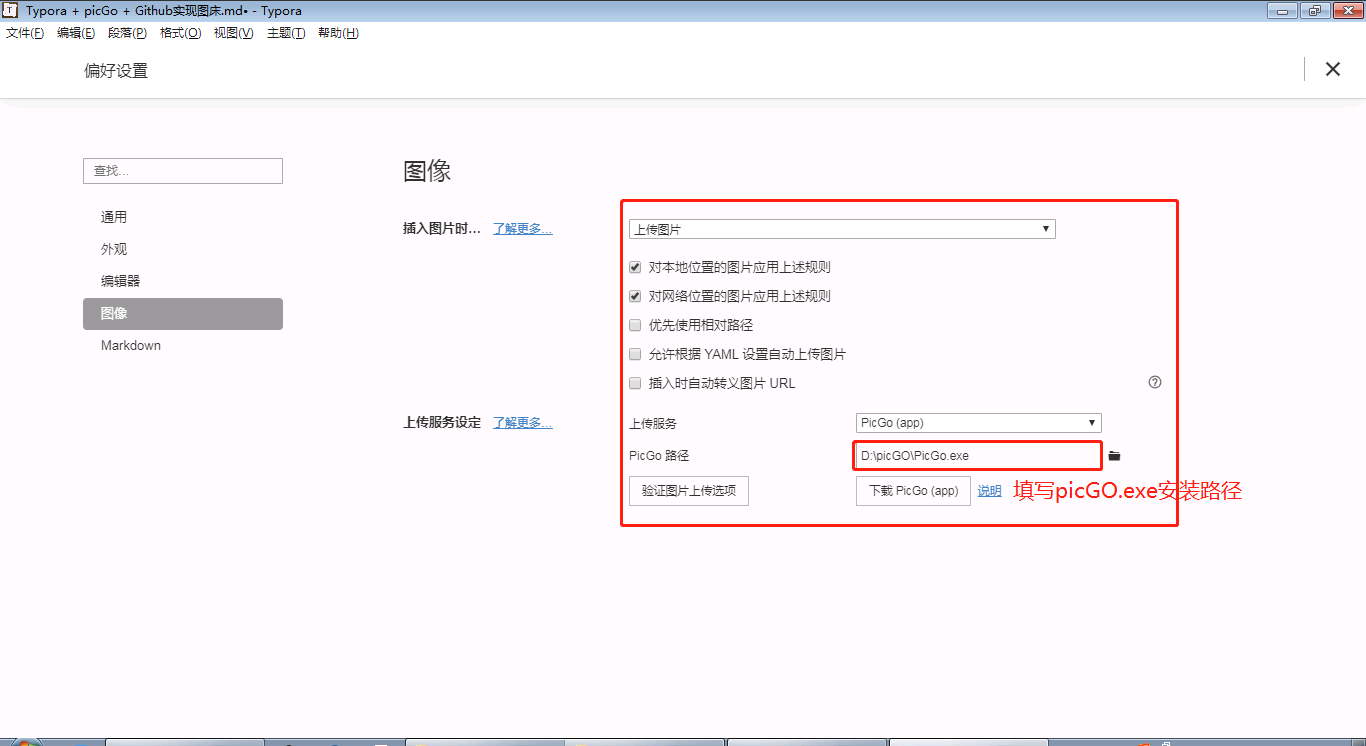 Typora + picGo + Github实现图床.md• - Typora
文件(F) 编辑(E) 段落(P) 格式(O) 视图(V) 主题(T) 帮助(H)
偏好设置
查找...
通用
外观
编辑器
图像
Markdown
图像
插入图片时... 了解更多...
上传图片
对本地位置的图片应用上述规则
对网络位置的图片应用上述规则
优先使用相对路径
允许根据 YAML 设置自动上传图片
插入时自动转义图片 URL
上传服务设定 了解更多...
上传服务 PicGo (app)
PicGo 路径 D:\picGO\PicGo.exe
验证图片上传选项 下载 PicGo (app) 说明 填写picGO.exe安装路径